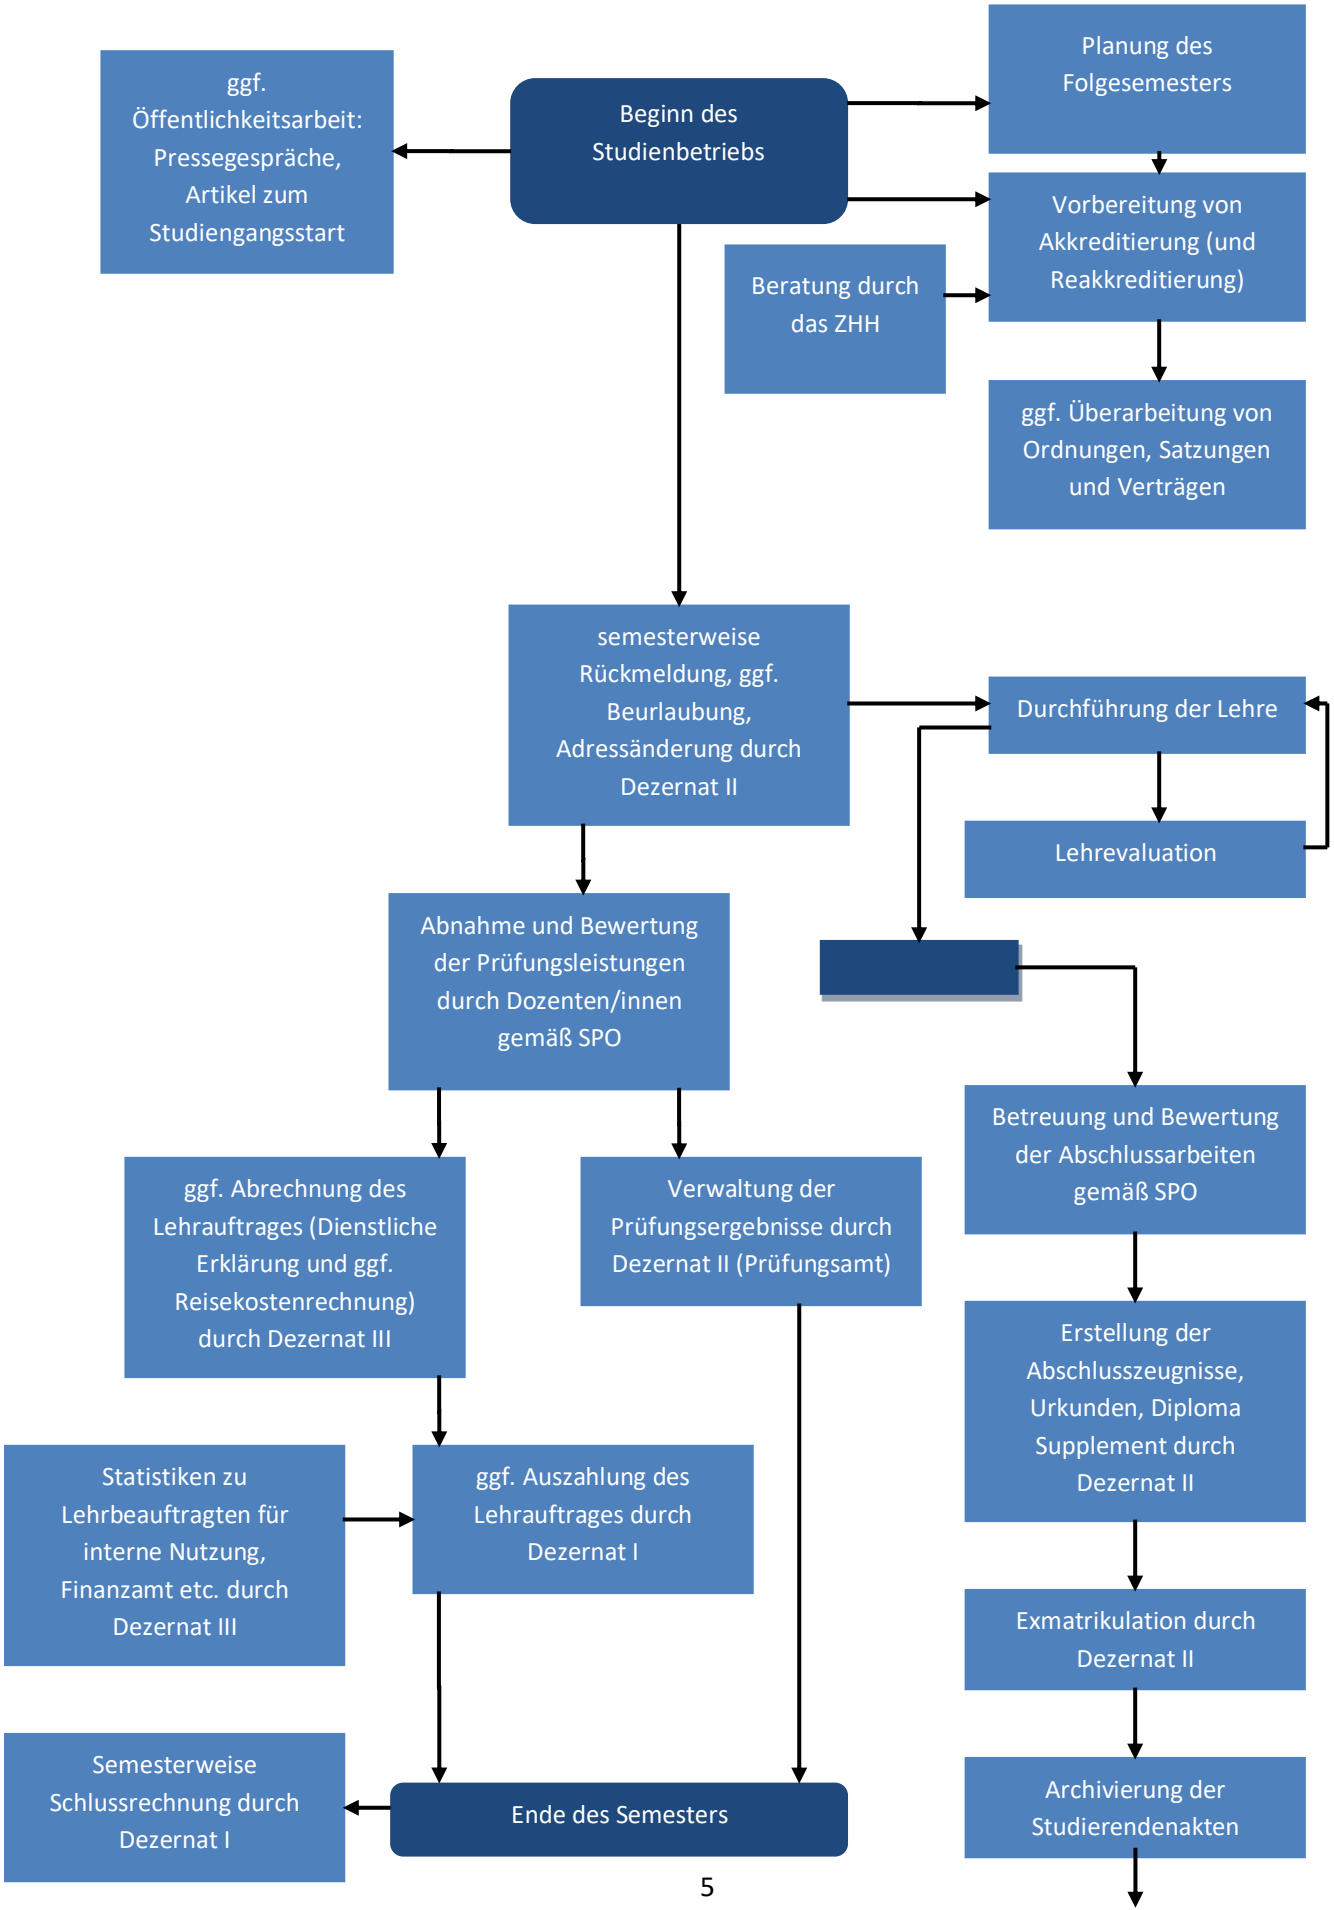 ggf.
Öffentlichkeitsarbeit:
Pressegespräche,
Artikel zum
Studiengangsstart
Beginn des
Studienbetriebs
Planung des
Folgesemesters
Vorbereitung von
Akkreditierung (und
Reakkreditierung)
Beratung durch
das ZHH
ggf. Überarbeitung von
Ordnungen, Satzungen
und Verträgen
semesterweise
Rückmeldung, ggf.
Beurlaubung,
Adressänderung durch
Dezernat II
Durchführung der Lehre
Lehrevaluation
Abnahme und Bewertung
der Prüfungsleistungen
durch Dozenten/innen
gemäß SPO
Betreuung und Bewertung
der Abschlussarbeiten
gemäß SPO
ggf. Abrechnung des
Lehrauftrages (Dienstliche
Erklärung und ggf.
Reisekostenrechnung)
durch Dezernat III
Verwaltung der
Prüfungsergebnisse durch
Dezernat II (Prüfungsamt)
Erstellung der
Abschlusszeugnisse,
Urkunden, Diploma
Supplement durch
Dezernat II
Statistiken zu
Lehrbeauftragten für
interne Nutzung,
Finanzamt etc. durch
Dezernat III
ggf. Auszahlung des
Lehrauftrages durch
Dezernat I
Exmatrikulation durch
Dezernat II
Semesterweise
Schlussrechnung durch
Dezernat I
Ende des Semesters
Archivierung der
Studierendenakten
5